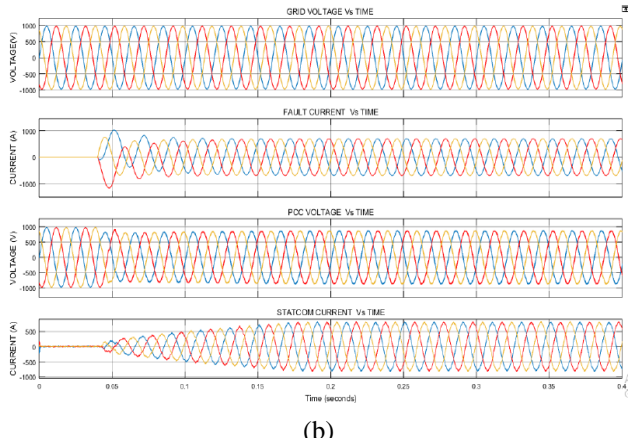 GRID VOLTAGE Vs TIME
VOLTAGE(V)
1000
500
0
-500
-1000
FAULT CURRENT Vs TIME
CURRENT (A)
1000
0
-1000
PCC VOLTAGE Vs TIME
VOLTAGE (V)
1000
500
0
-500
-1000
STATCOM CURRENT Vs TIME
CURRENT (A)
500
0
-500
-1000
0 0.05 0.1 0.15 0.2 0.25 0.3 0.35 0.4
Time (seconds)
(b)